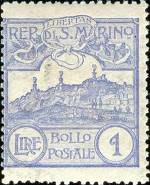 LIBERTAS
REP. DI S. MARINO.
LIRE BOLLO POSTALE 1